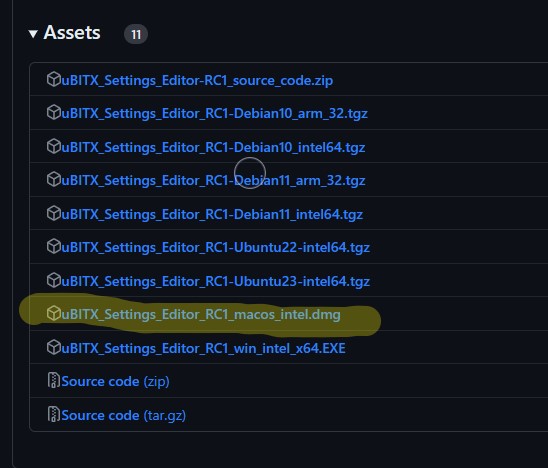 Assets 11
uBITX_Settings_Editor-RC1_source_code.zip
uBITX_Settings_Editor_RC1-Debian10_arm_32.tgz
uBITX_Settings_Editor_RC1-Debian10_intel64.tgz
uBITX_Settings_Editor_RC1-Debian11_arm_32.tgz
uBITX_Settings_Editor_RC1-Debian11_intel64.tgz
uBITX_Settings_Editor_RC1-Ubuntu22-intel64.tgz
uBITX_Settings_Editor_RC1-Ubuntu23-intel64.tgz
uBITX_Settings_Editor_RC1_macos_intel.dmg
uBITX_Settings_Editor_RC1_win_intel_x64.EXE
Source code (zip)
Source code (tar.gz)